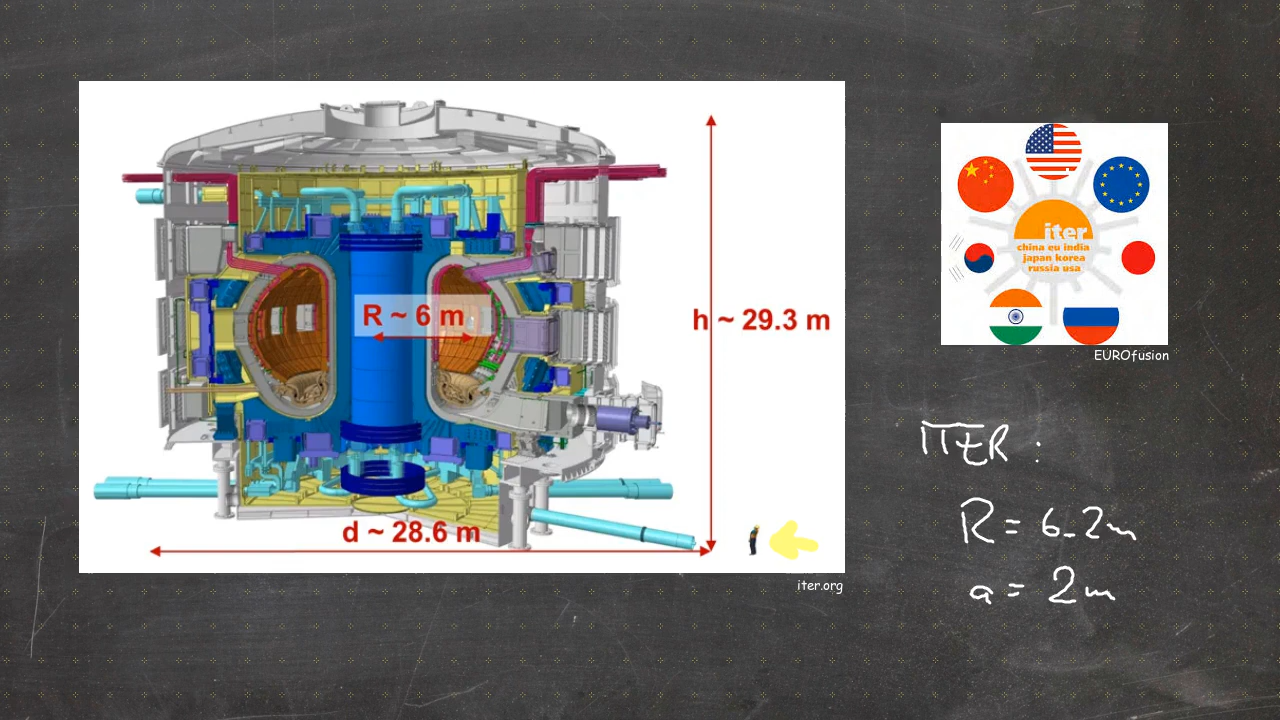 R ~ 6 m
h ~ 29.3 m
d ~ 28.6 m
iter.org
iter
china eu india
japan korea
russia usa
EUROfusion
ITER :
R = 6.2m
a = 2m